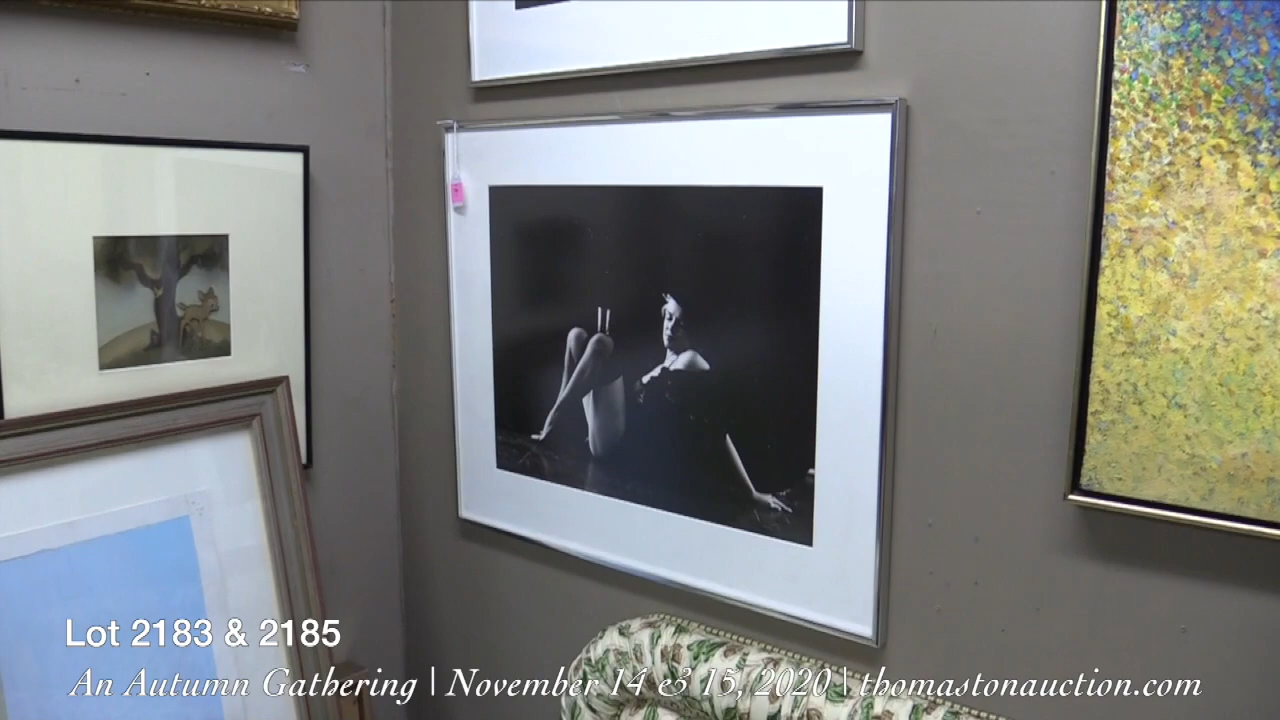 Lot 2183 & 2185
An Autumn Gathering | November 14 & 15, 2020 | thomastonauction.com